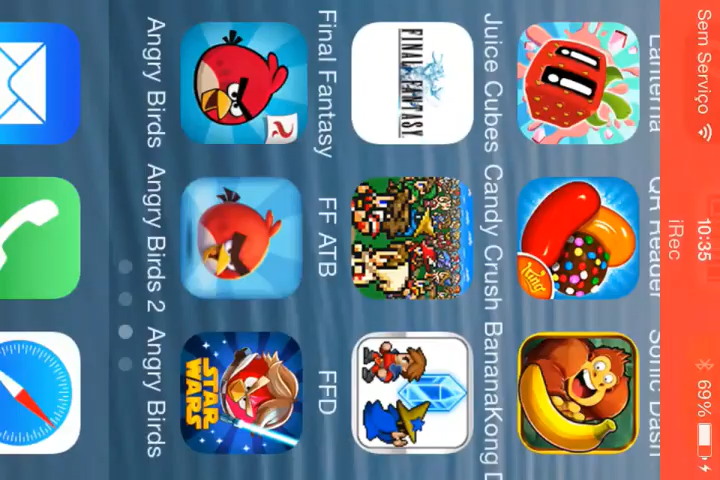 Sem Serviço 10:35 69%
iRec
Lanterna QR Reader Sonic Dash
Juice Cubes Candy Crush BananaKong D
King
Final Fantasy FF ATB FFD
FINAL FANTASY
Angry Birds Angry Birds 2 Angry Birds
STAR
WARS